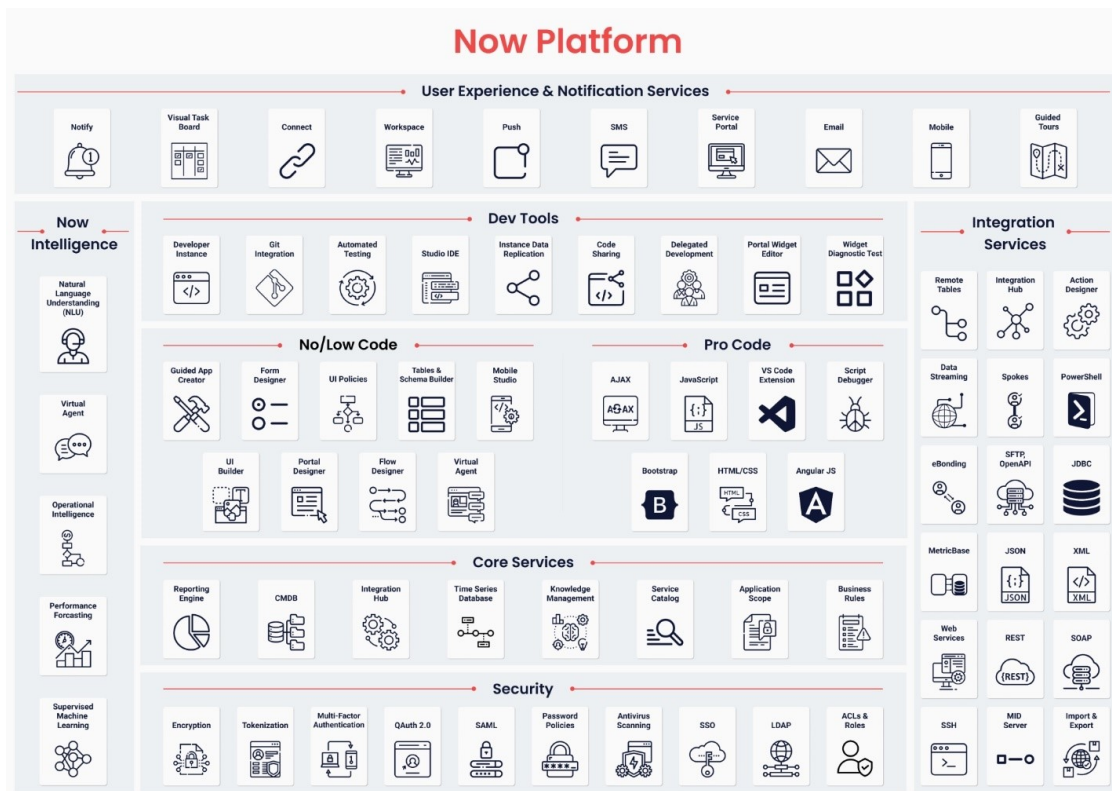 Now Platform
User Experience & Notification Services
Notify
Visual Task
Board
Connect
Workspace
Push
SMS
Service
Portal
Email
Mobile
Guided
Tours
1
Now
Intelligence
Natural
Language
Understanding
(NLU)
Virtual
Agent
Operational
Intelligence
Performance
Forcasting
Supervised
Machine
Learning
Dev Tools
Developer
Instance
Git
Integration
Automated
Testing
Studio IDE
Instance Data
Replication
Code
Sharing
Delegated
Development
Portal Widget
Editor
Widget
Diagnostic Test
</>
</>
No/Low Code
Guided App
Creator
Form
Designer
UI Policies
Tables &
Schema Builder
Mobile
Studio
</>
UI
Builder
Portal
Designer
Flow
Designer
Virtual
Agent
T
Pro Code
AJAX
JavaScript
VS Code
Extension
Script
Debugger
{;}
JS
Bootstrap
HTML/CSS
Angular JS
B
HTML
CSS
A
Core Services
Reporting
Engine
CMDB
Integration
Hub
Time Series
Database
Knowledge
Management
Service
Catalog
Application
Scope
Business
Rules
Security
Encryption
Tokenization
Multi-Factor
Authentication
QAuth 2.0
SAML
Password
Policies
Antivirus
Scanning
SSO
LDAP
ACLs &
Roles
****
Integration
Services
Remote
Tables
Integration
Hub
Action
Designer
Data
Streaming
Spokes
PowerShell
eBonding
SFTP,
OpenAPI
JDBC
MetricBase
JSON
XML
{;}
JSON
</>
XML
Web
Services
REST
SOAP
{REST}
SSH
MID
Server
Import &
Export
>_